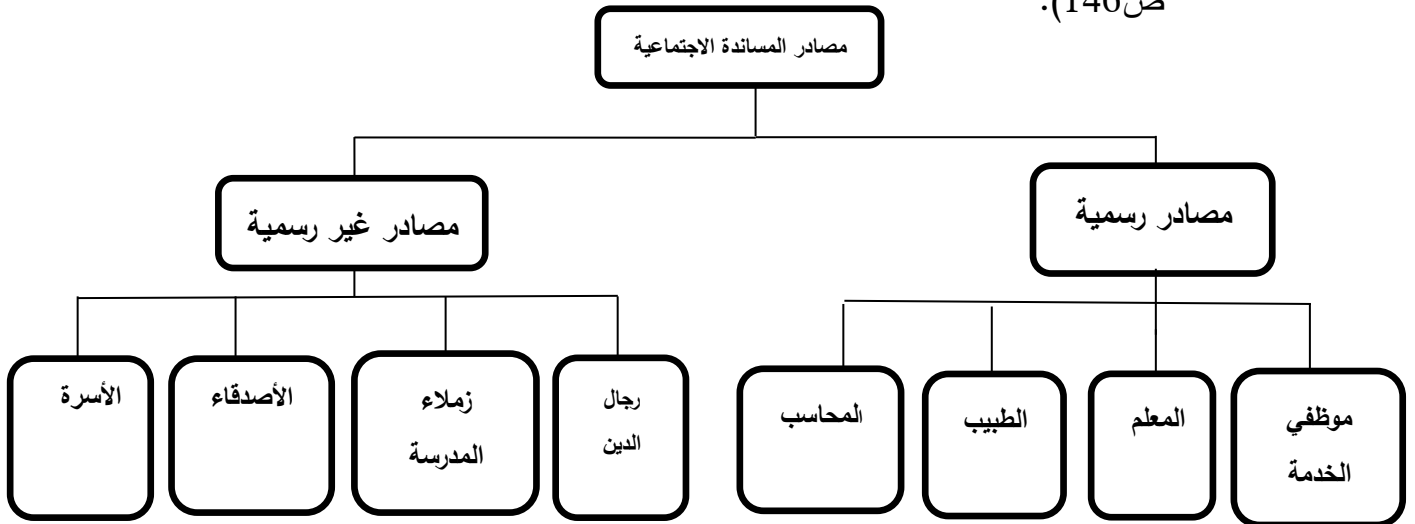 ص146).
مصادر المساندة الاجتماعية
مصادر رسمية
مصادر غير رسمية
موظفي
الخدمة
المعلم
الطبيب
المحاسب
رجال
الدين
زملاء
المدرسة
الأصدقاء
الأسرة